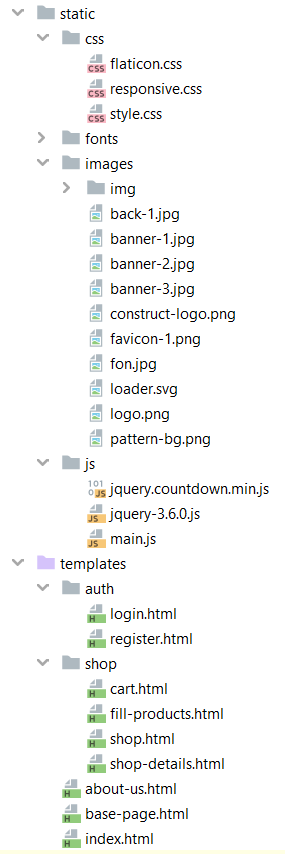 static
css
flaticon.css
responsive.css
style.css
fonts
images
img
back-1.jpg
banner-1.jpg
banner-2.jpg
banner-3.jpg
construct-logo.png
favicon-1.png
fon.jpg
loader.svg
logo.png
pattern-bg.png
js
jquery.countdown.min.js
jquery-3.6.0.js
main.js
templates
auth
login.html
register.html
shop
cart.html
fill-products.html
shop.html
shop-details.html
about-us.html
base-page.html
index.html